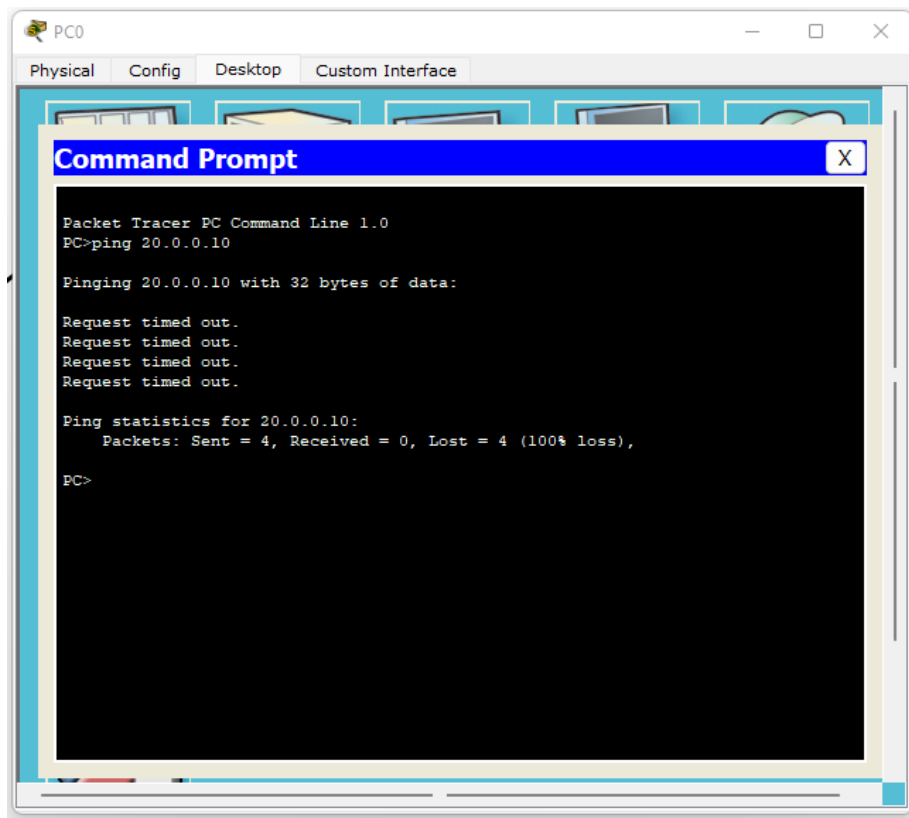 PC0
Physical Config Desktop Custom Interface
Command Prompt X
Packet Tracer PC Command Line 1.0
PC>ping 20.0.0.10
Pinging 20.0.0.10 with 32 bytes of data:
Request timed out.
Request timed out.
Request timed out.
Request timed out.
Ping statistics for 20.0.0.10:
Packets: Sent = 4, Received = 0, Lost = 4 (100% loss),
PC>